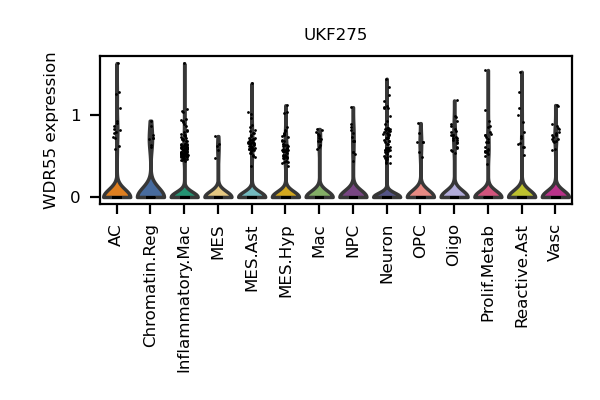 UKF275
WDR55 expression
1
0
AC
Chromatin.Reg
Inflammatory.Mac
MES
MES.Ast
MES.Hyp
Mac
NPC
Neuron
OPC
Oligo
Prolif.Metab
Reactive.Ast
Vasc